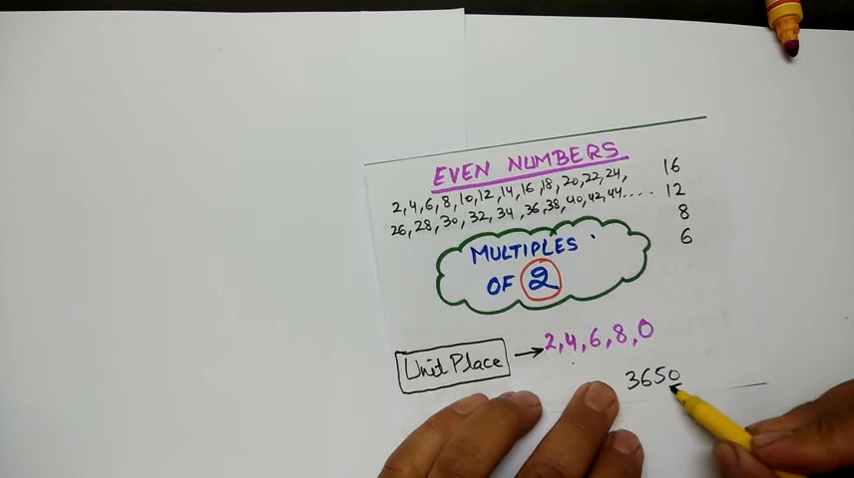 EVEN NUMBERS
2,4,6,8,10,12,14,16,18,20,22,24,
26,28,30,32,34,36,38,40,42,44....
16
12
8
6
MULTIPLES
OF 2
Unit Place → 2,4,6,8,0
3650